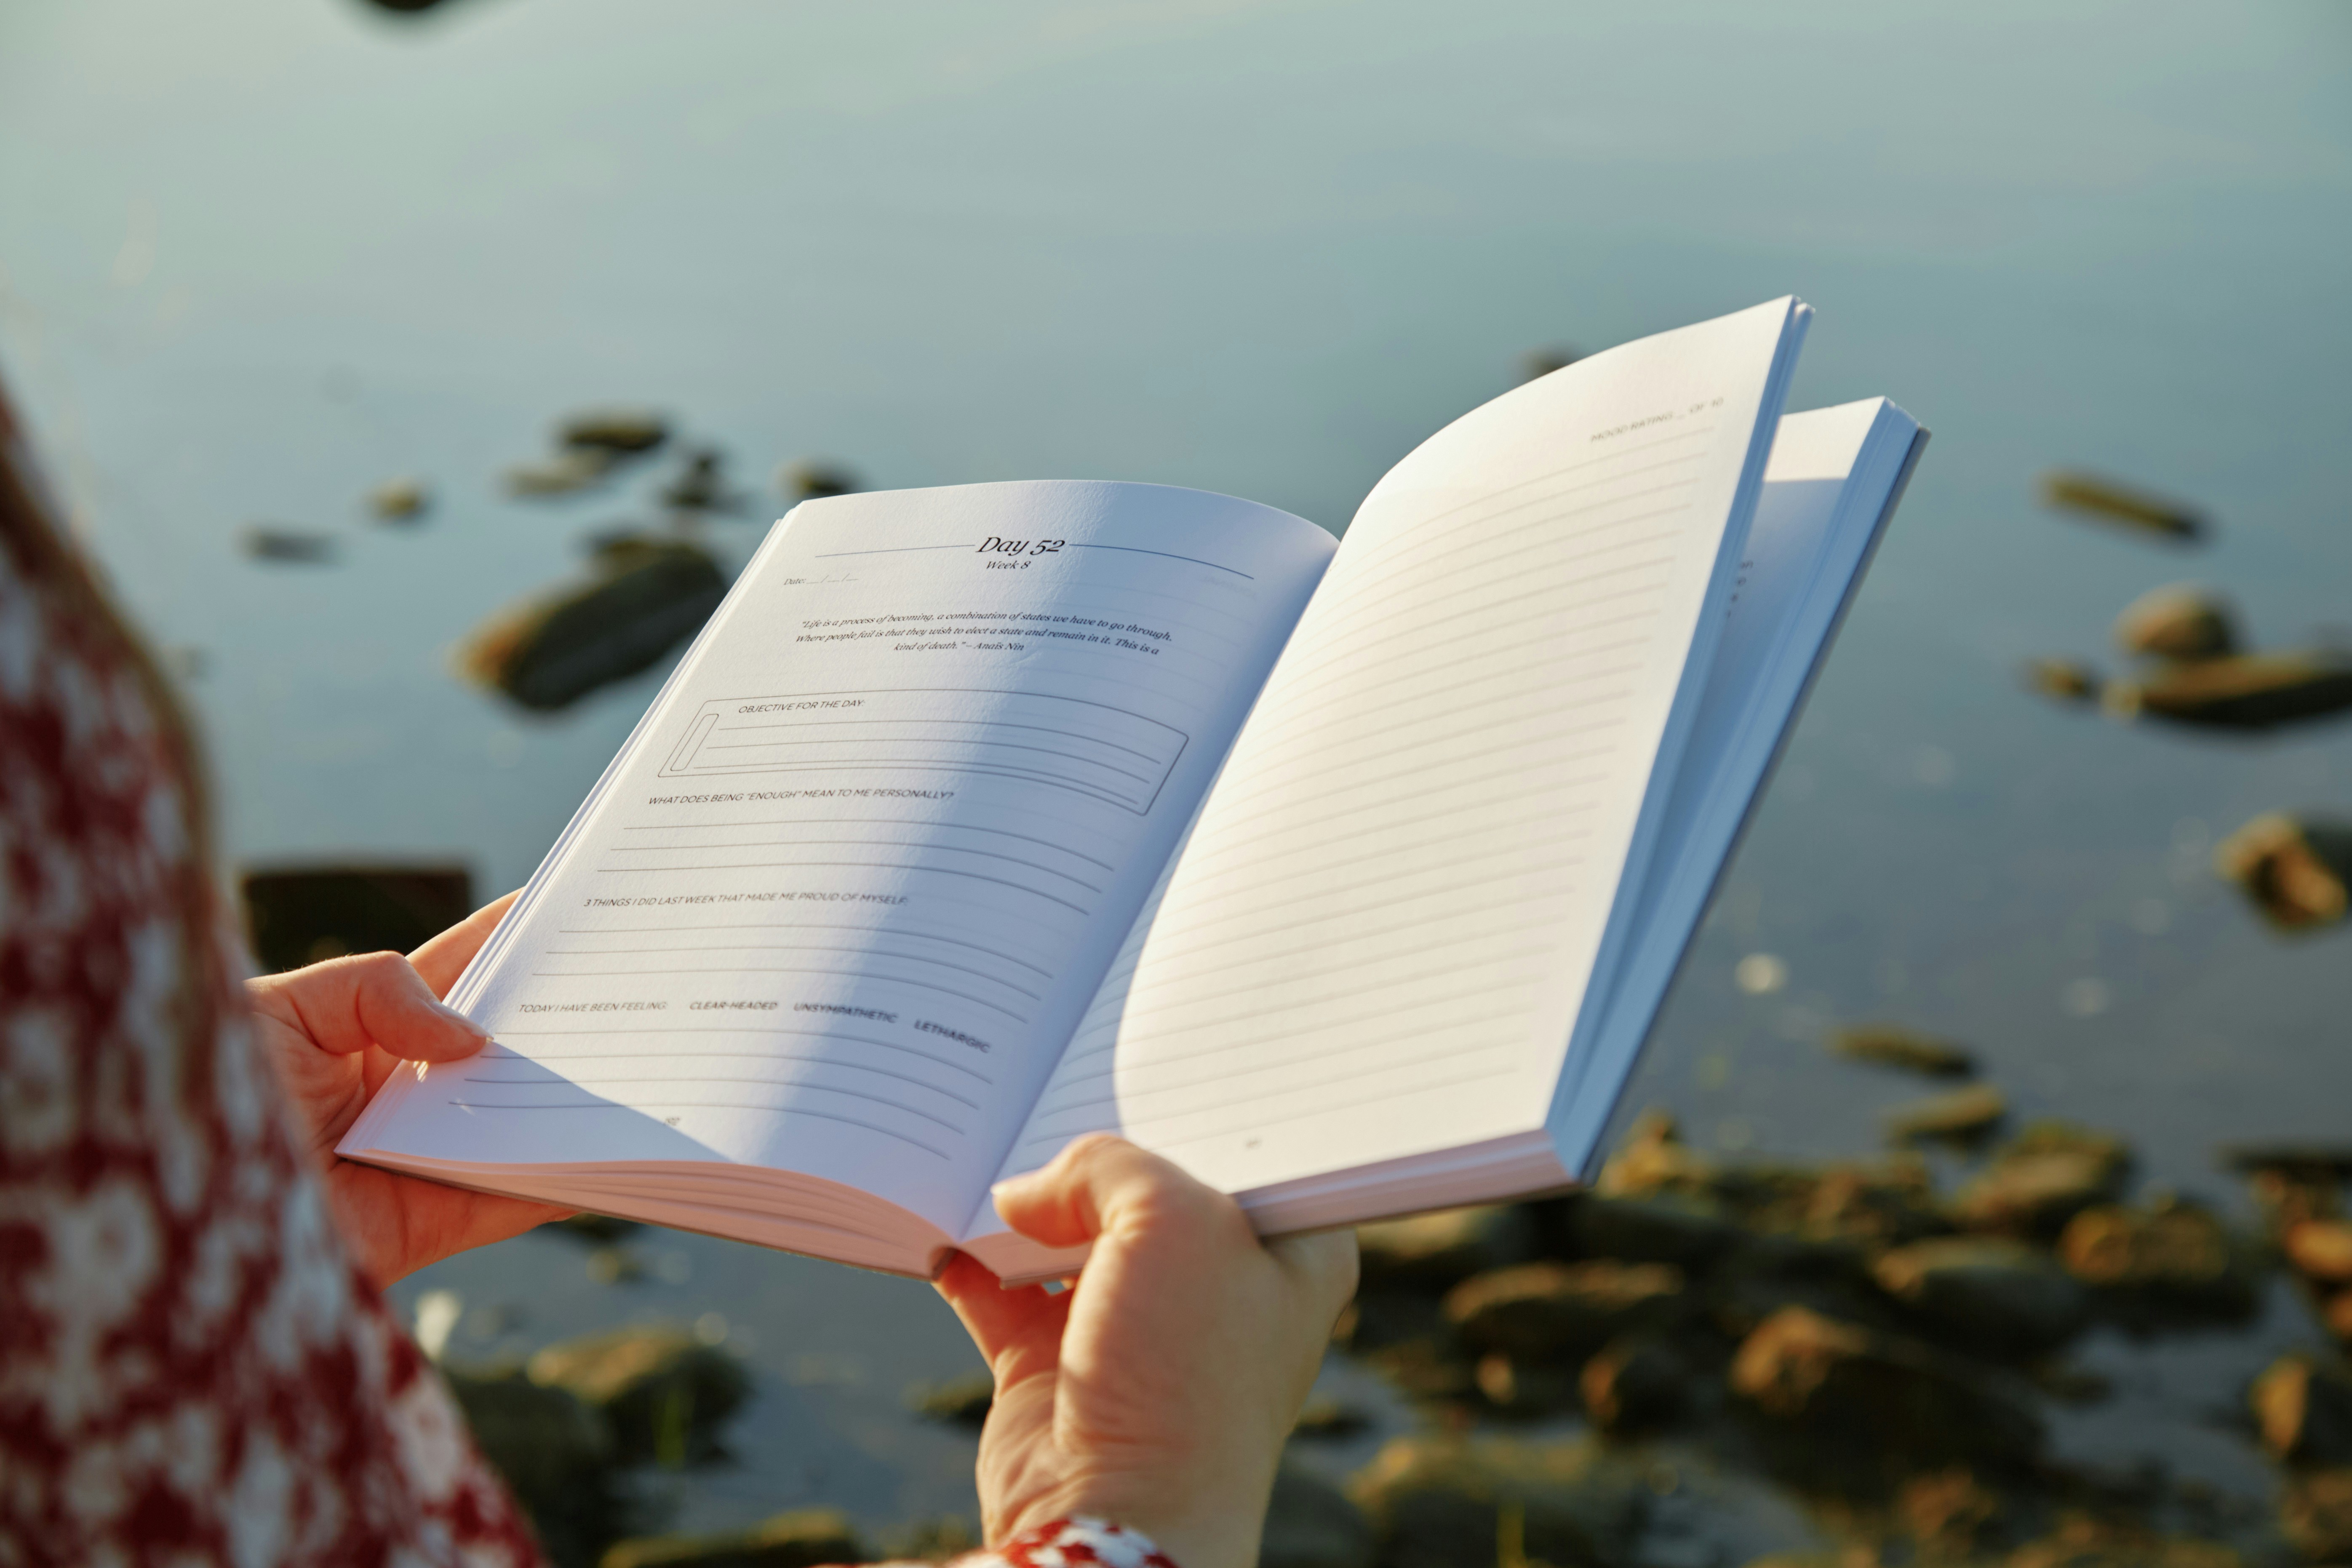 Day 52
Week 8
Date: __/__/__
"Life is a process of becoming, a combination of states we have to go through.
Where people fail is that they wish to elect a state and remain in it. This is a
kind of death." – Anaïs Nin
OBJECTIVE FOR THE DAY:
WHAT DOES BEING "ENOUGH" MEAN TO ME PERSONALLY?
3 THINGS I DID LAST WEEK THAT MADE ME PROUD OF MYSELF:
TODAY I HAVE BEEN FEELING: CLEAR-HEADED UNSYMPATHETIC LETHARGIC
MOOD RATING _ OF 10